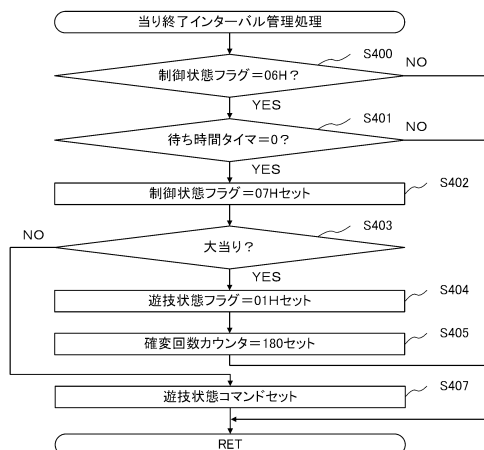 当り終了インターバル管理処理
S400
制御状態フラグ=06H?
NO
YES
S401
待ち時間タイマ=0?
NO
YES
S402
制御状態フラグ=07Hセット
S403
NO
大当り?
YES
S404
遊技状態フラグ=01Hセット
S405
確変回数カウンタ=180セット
S407
遊技状態コマンドセット
RET